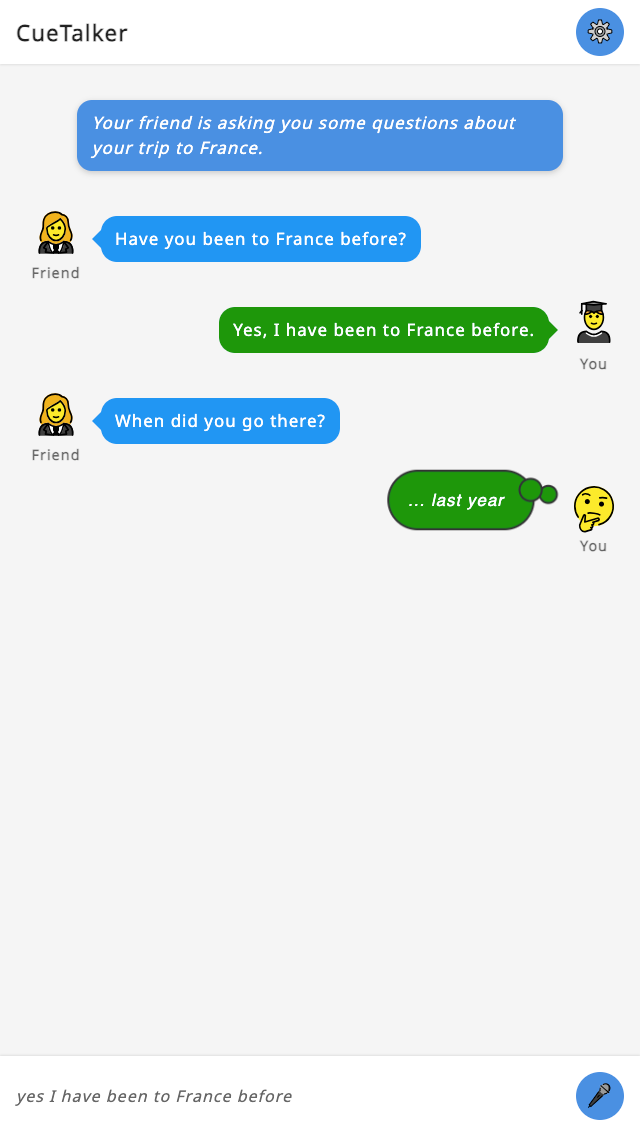 CueTalker
Your friend is asking you some questions about
your trip to France.
Have you been to France before?
Friend
Yes, I have been to France before.
You
When did you go there?
Friend
... last year
You
yes I have been to France before